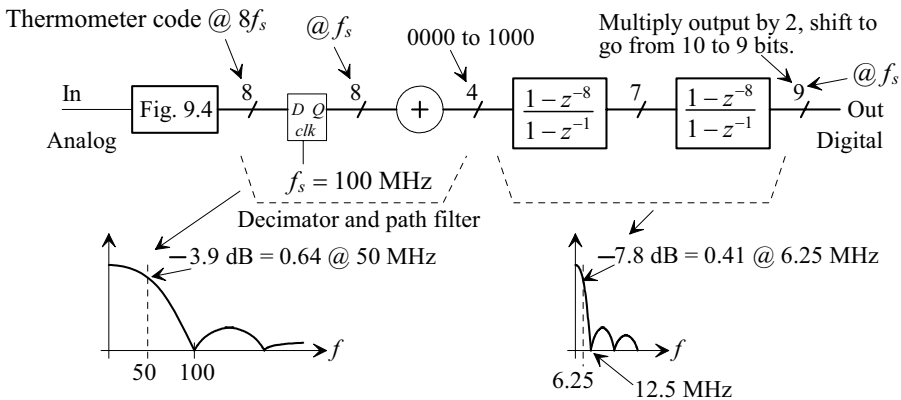 Thermometer code @ 8f_s
@ f_s
0000 to 1000
Multiply output by 2, shift to
go from 10 to 9 bits.
@ f_s
In
Analog
Fig. 9.4
8
D Q
clk
8
+
4
1 − z^{-8}
1 − z^{-1}
7
1 − z^{-8}
1 − z^{-1}
9
Out
Digital
f_s = 100 MHz
Decimator and path filter
−3.9 dB = 0.64 @ 50 MHz
f
50
100
−7.8 dB = 0.41 @ 6.25 MHz
f
6.25
12.5 MHz